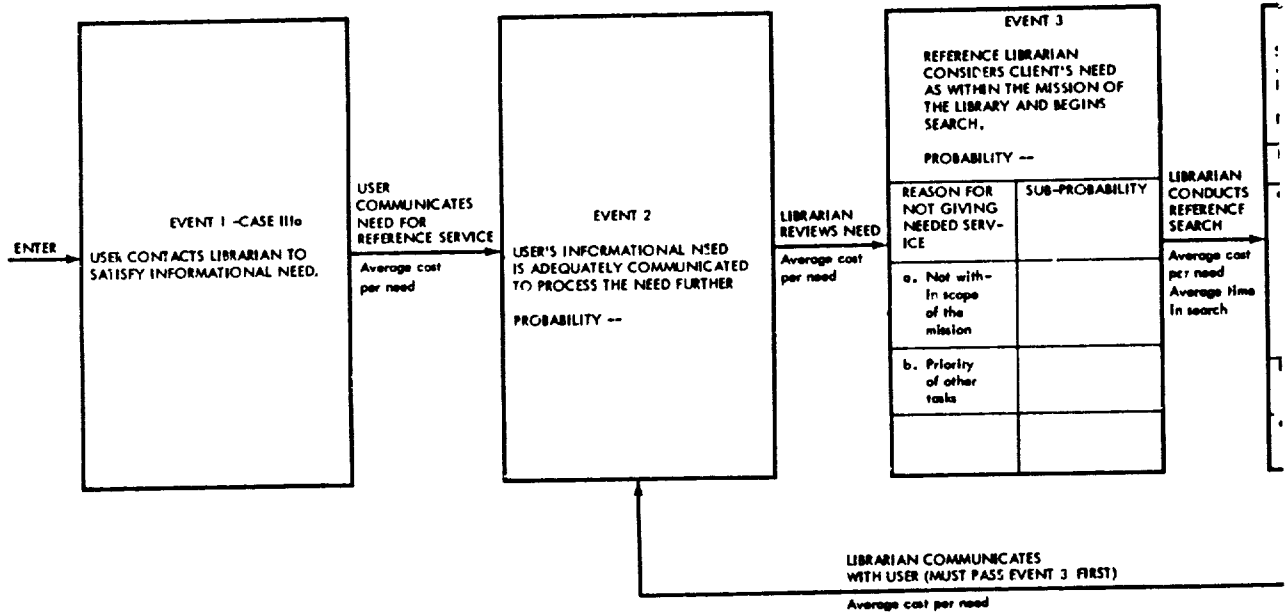 ENTER
EVENT 1 -CASE IIIa
USER CONTACTS LIBRARIAN TO
SATISFY INFORMATIONAL NEED.
USER
COMMUNICATES
NEED FOR
REFERENCE SERVICE
Average cost
per need
EVENT 2
USER'S INFORMATIONAL NEED
IS ADEQUATELY COMMUNICATED
TO PROCESS THE NEED FURTHER
PROBABILITY --
LIBRARIAN
REVIEWS NEED
Average cost
per need
EVENT 3
REFERENCE LIBRARIAN
CONSIDERS CLIENT'S NEED
AS WITHIN THE MISSION OF
THE LIBRARY AND BEGINS
SEARCH.
PROBABILITY --
REASON FOR
NOT GIVING
NEEDED SERV-
ICE
SUB-PROBABILITY
a. Not with-
in scope
of the
mission
b. Priority
of other
tasks
LIBRARIAN
CONDUCTS
REFERENCE
SEARCH
Average cost
per need
Average time
in search
LIBRARIAN COMMUNICATES
WITH USER (MUST PASS EVENT 3 FIRST)
Average cost per need